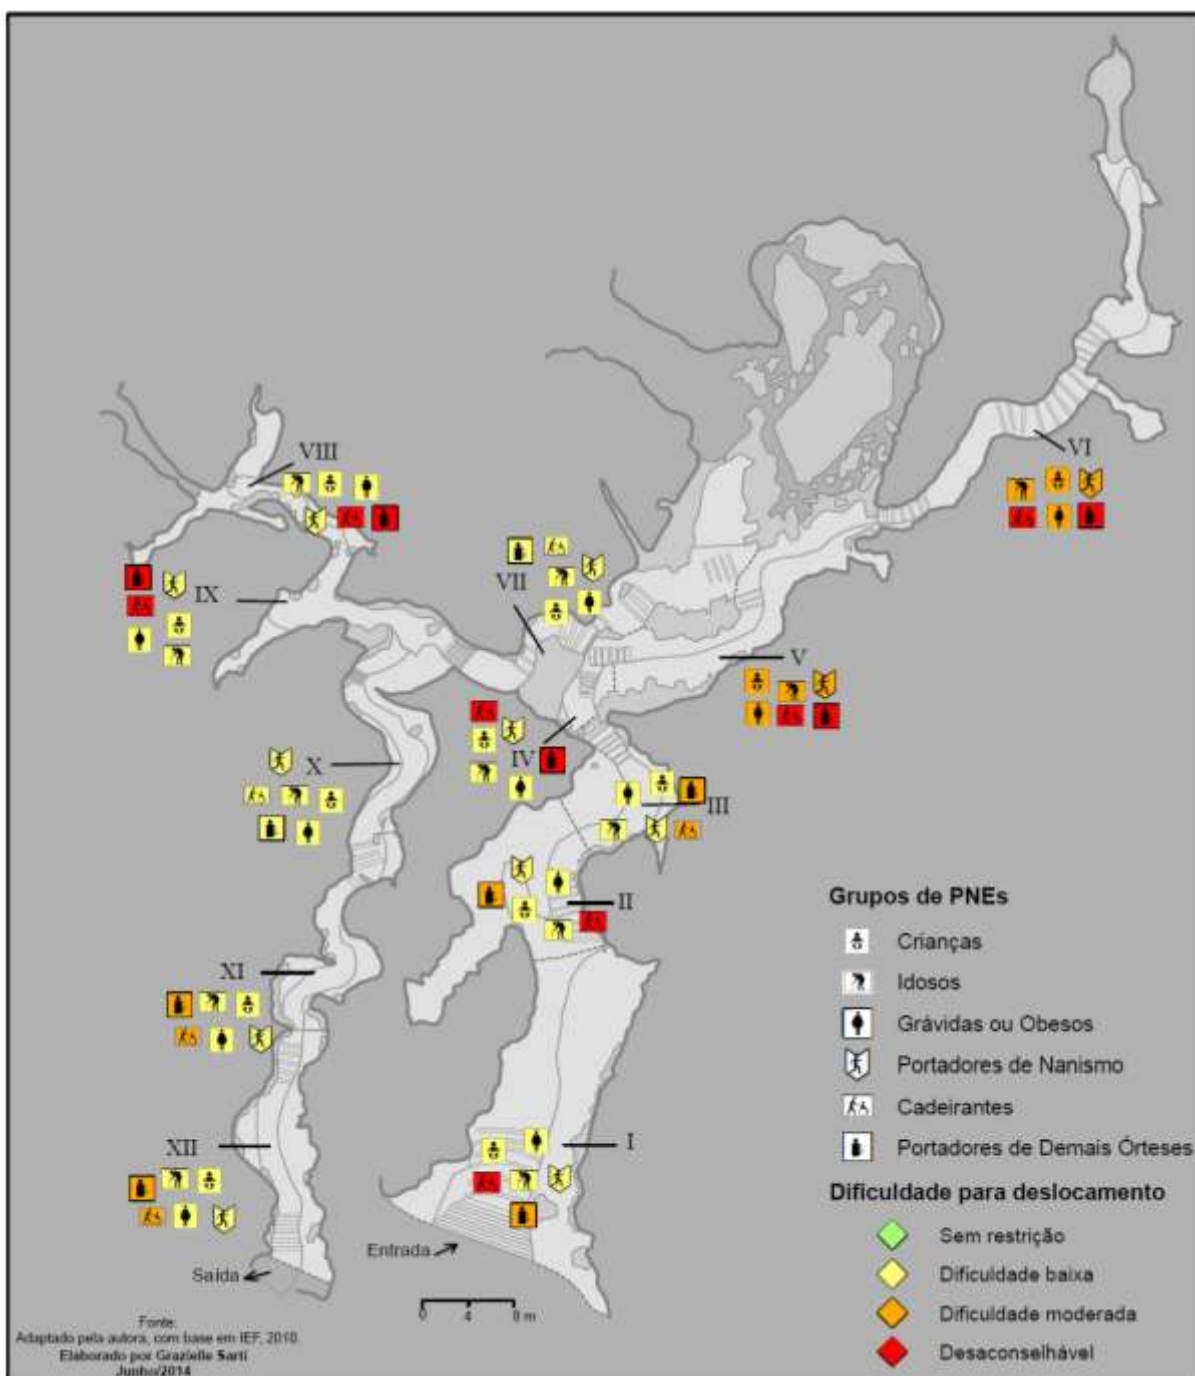 VI
VIII
VII
IX
V
X
IV
III
II
XI
I
XII
Entrada
Saída
0 4 8 m
Grupos de PNEs
Crianças
Idosos
Grávidas ou Obesos
Portadores de Nanismo
Cadeirantes
Portadores de Demais Órteses
Dificuldade para deslocamento
Sem restrição
Dificuldade baixa
Dificuldade moderada
Desaconselhável
Fonte:
Adaptado pela autora, com base em IEF, 2010.
Elaborado por Grazielle Sarti
Junho/2014